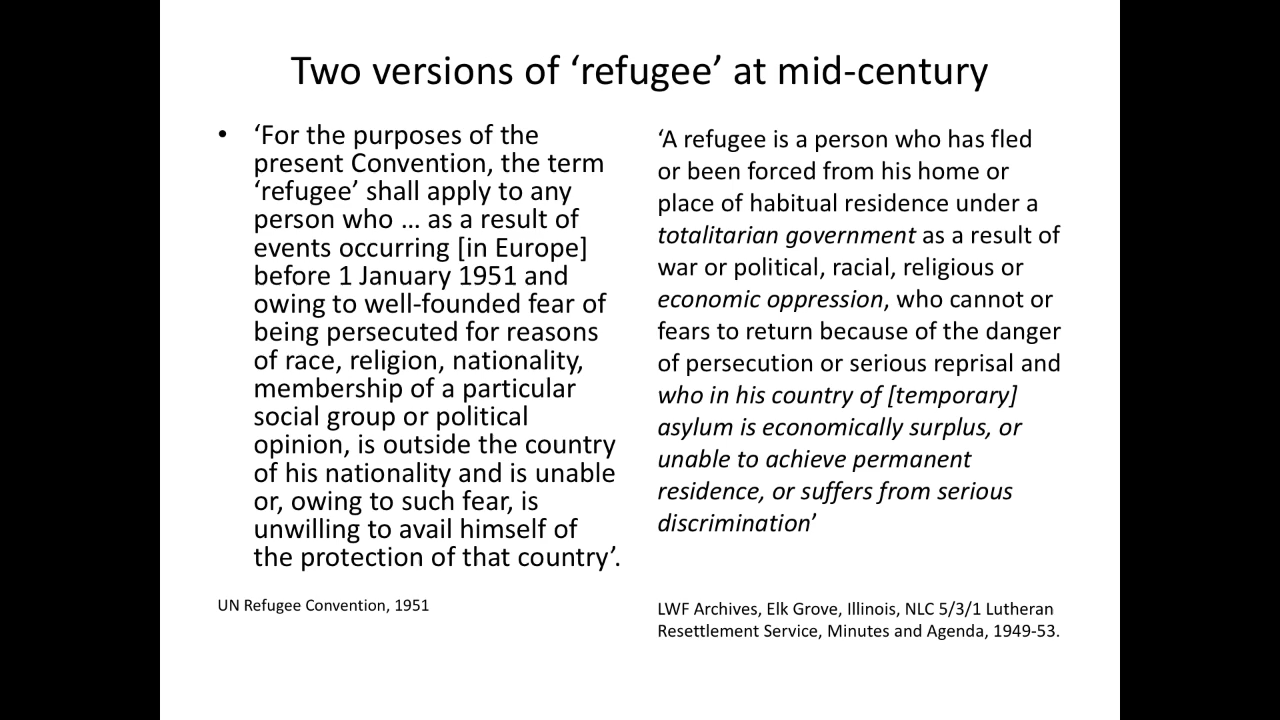 Two versions of ‘refugee’ at mid-century
• ‘For the purposes of the
present Convention, the term
‘refugee’ shall apply to any
person who … as a result of
events occurring [in Europe]
before 1 January 1951 and
owing to well-founded fear of
being persecuted for reasons
of race, religion, nationality,
membership of a particular
social group or political
opinion, is outside the country
of his nationality and is unable
or, owing to such fear, is
unwilling to avail himself of
the protection of that country’.
UN Refugee Convention, 1951
‘A refugee is a person who has fled
or been forced from his home or
place of habitual residence under a
totalitarian government as a result of
war or political, racial, religious or
economic oppression, who cannot or
fears to return because of the danger
of persecution or serious reprisal and
who in his country of [temporary]
asylum is economically surplus, or
unable to achieve permanent
residence, or suffers from serious
discrimination’
LWF Archives, Elk Grove, Illinois, NLC 5/3/1 Lutheran
Resettlement Service, Minutes and Agenda, 1949-53.